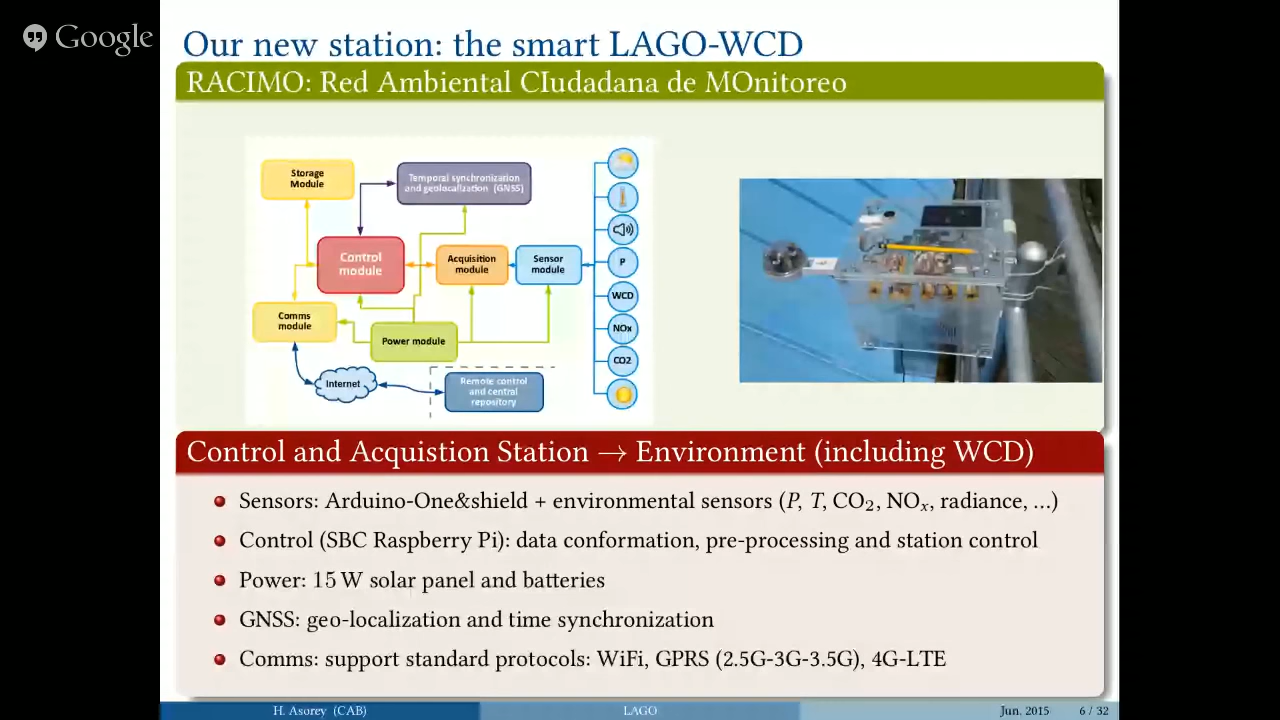 Google
Our new station: the smart LAGO-WCD
RACIMO: Red Ambiental CIudadana de MOnitoreo
Storage
Module
Temporal synchronization
and geolocalization (GNSS)
Control
module
Acquisition
module
Sensor
module
P
WCD
NOx
CO2
Comms
module
Power module
Internet
Remote control
and central
repository
Control and Acquistion Station → Environment (including WCD)
Sensors: Arduino-One&shield + environmental sensors (P, T, CO₂, NOₓ, radiance, ...)
Control (SBC Raspberry Pi): data conformation, pre-processing and station control
Power: 15 W solar panel and batteries
GNSS: geo-localization and time synchronization
Comms: support standard protocols: WiFi, GPRS (2.5G-3G-3.5G), 4G-LTE
H. Asorey (CAB)
LAGO
Jun, 2015
6 / 32